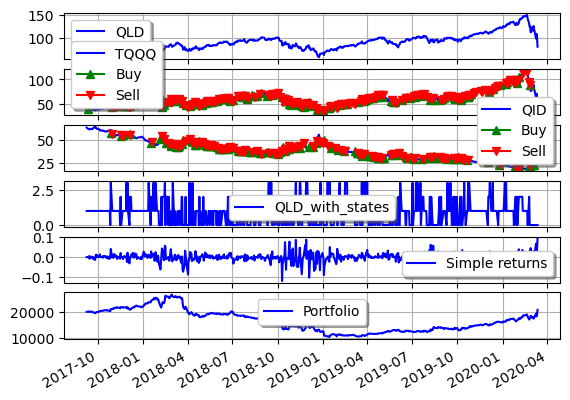 150
100
QLD
TQQQ
Buy
Sell
100
50
QID
Buy
Sell
50
25
2.5
0.0
QLD_with_states
0.1
0.0
−0.1
Simple returns
20000
10000
Portfolio
2017-10
2018-01
2018-04
2018-07
2018-10
2019-01
2019-04
2019-07
2019-10
2020-01
2020-04